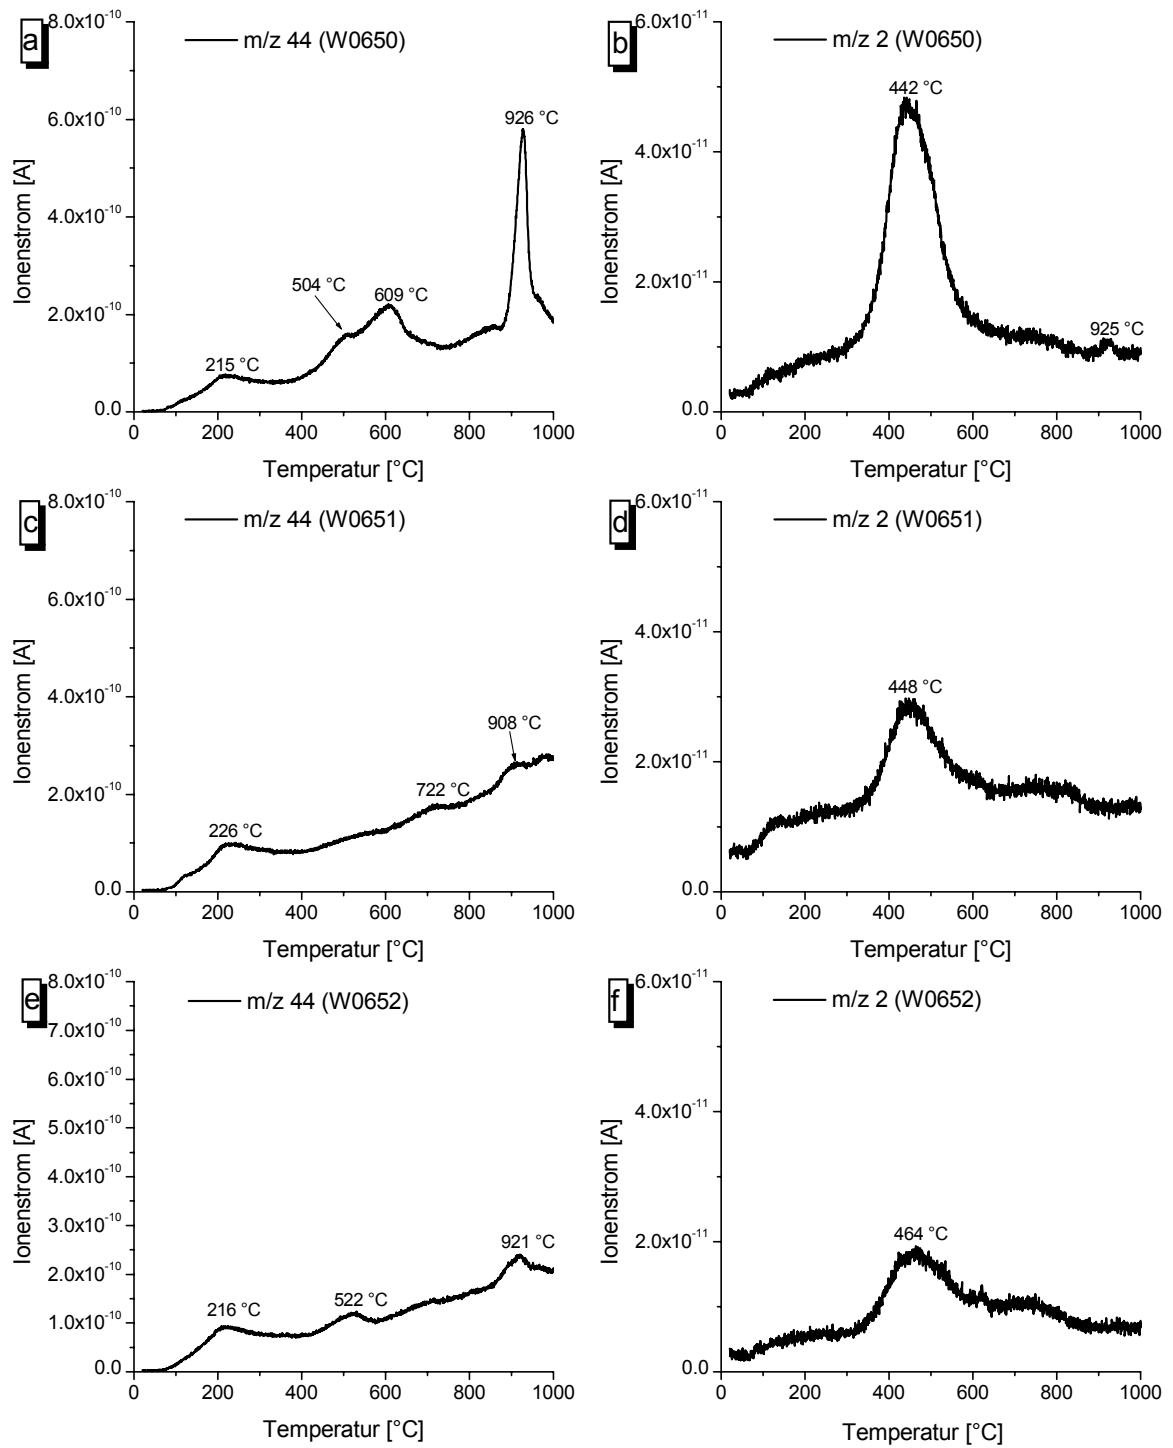 a
m/z 44 (W0650)
8.0x10⁻¹⁰
6.0x10⁻¹⁰
4.0x10⁻¹⁰
2.0x10⁻¹⁰
0.0
Ionenstrom [A]
215 °C
504 °C
609 °C
926 °C
0 200 400 600 800 1000
Temperatur [°C]
b
m/z 2 (W0650)
6.0x10⁻¹¹
4.0x10⁻¹¹
2.0x10⁻¹¹
0.0
Ionenstrom [A]
442 °C
925 °C
0 200 400 600 800 1000
Temperatur [°C]
c
m/z 44 (W0651)
8.0x10⁻¹⁰
6.0x10⁻¹⁰
4.0x10⁻¹⁰
2.0x10⁻¹⁰
0.0
Ionenstrom [A]
226 °C
722 °C
908 °C
0 200 400 600 800 1000
Temperatur [°C]
d
m/z 2 (W0651)
6.0x10⁻¹¹
4.0x10⁻¹¹
2.0x10⁻¹¹
0.0
Ionenstrom [A]
448 °C
0 200 400 600 800 1000
Temperatur [°C]
e
m/z 44 (W0652)
8.0x10⁻¹⁰
7.0x10⁻¹⁰
6.0x10⁻¹⁰
5.0x10⁻¹⁰
4.0x10⁻¹⁰
3.0x10⁻¹⁰
2.0x10⁻¹⁰
1.0x10⁻¹⁰
0.0
Ionenstrom [A]
216 °C
522 °C
921 °C
0 200 400 600 800 1000
Temperatur [°C]
f
m/z 2 (W0652)
6.0x10⁻¹¹
4.0x10⁻¹¹
2.0x10⁻¹¹
0.0
Ionenstrom [A]
464 °C
0 200 400 600 800 1000
Temperatur [°C]